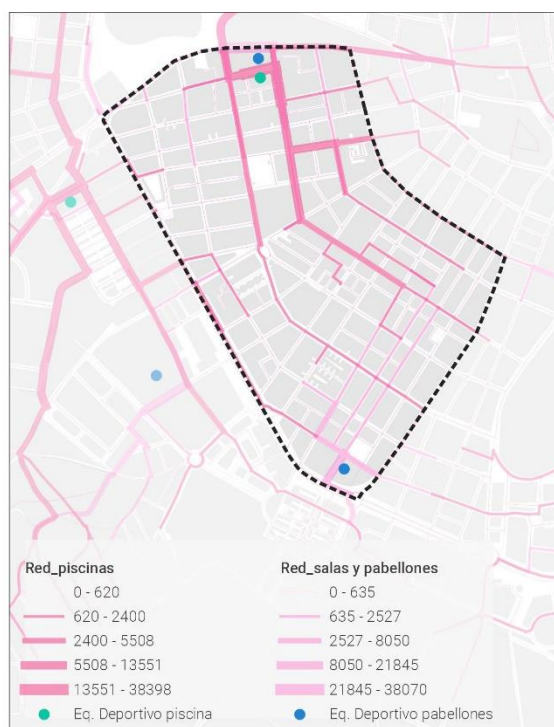 Red_piscinas
0 - 620
620 - 2400
2400 - 5508
5508 - 13551
13551 - 38398
Eq. Deportivo piscina
Red_salas y pabellones
0 - 635
635 - 2527
2527 - 8050
8050 - 21845
21845 - 38070
Eq. Deportivo pabellones